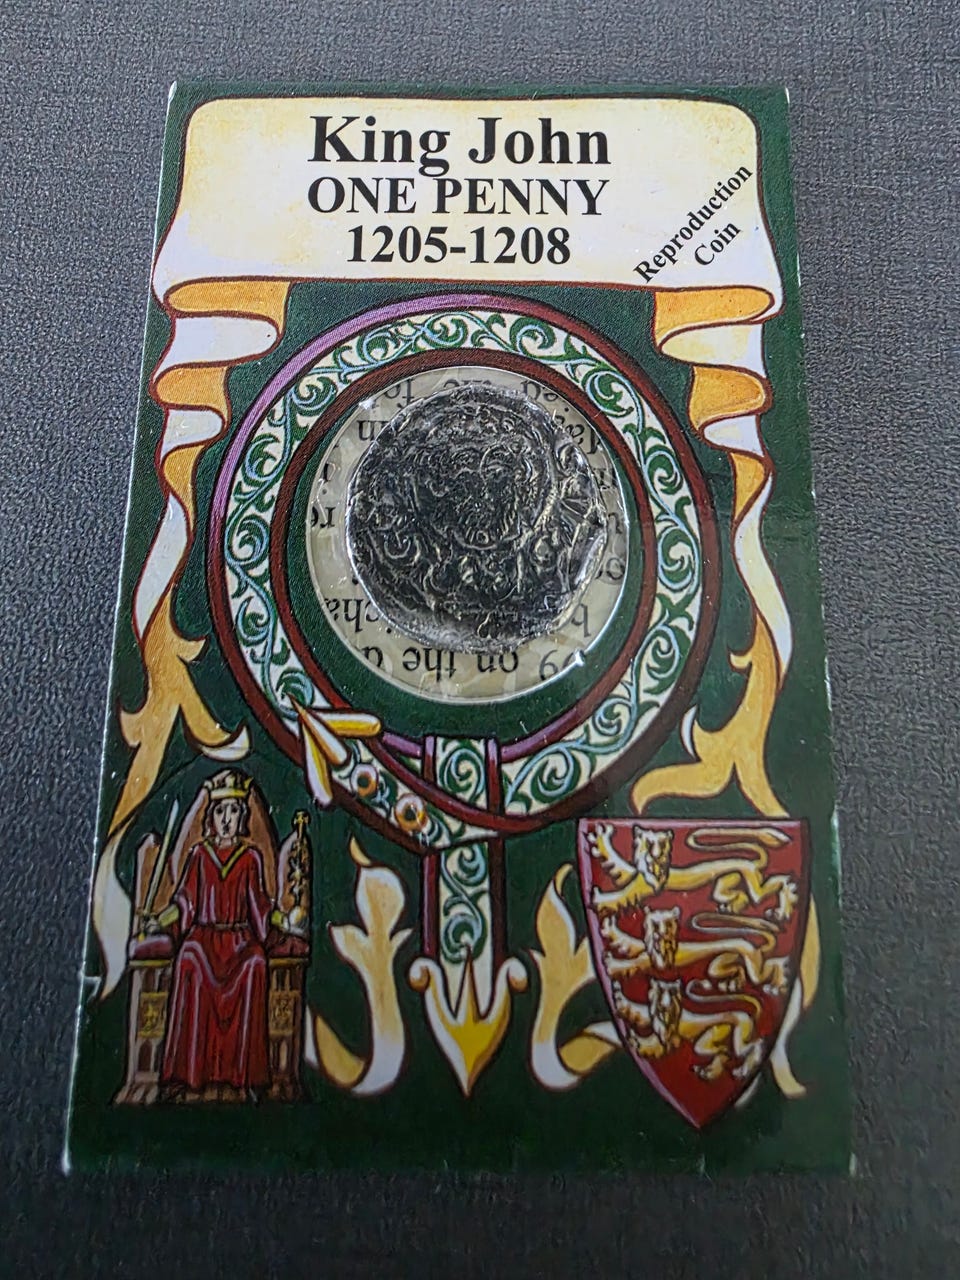 King John
ONE PENNY
1205-1208
Reproduction
Coin
on the